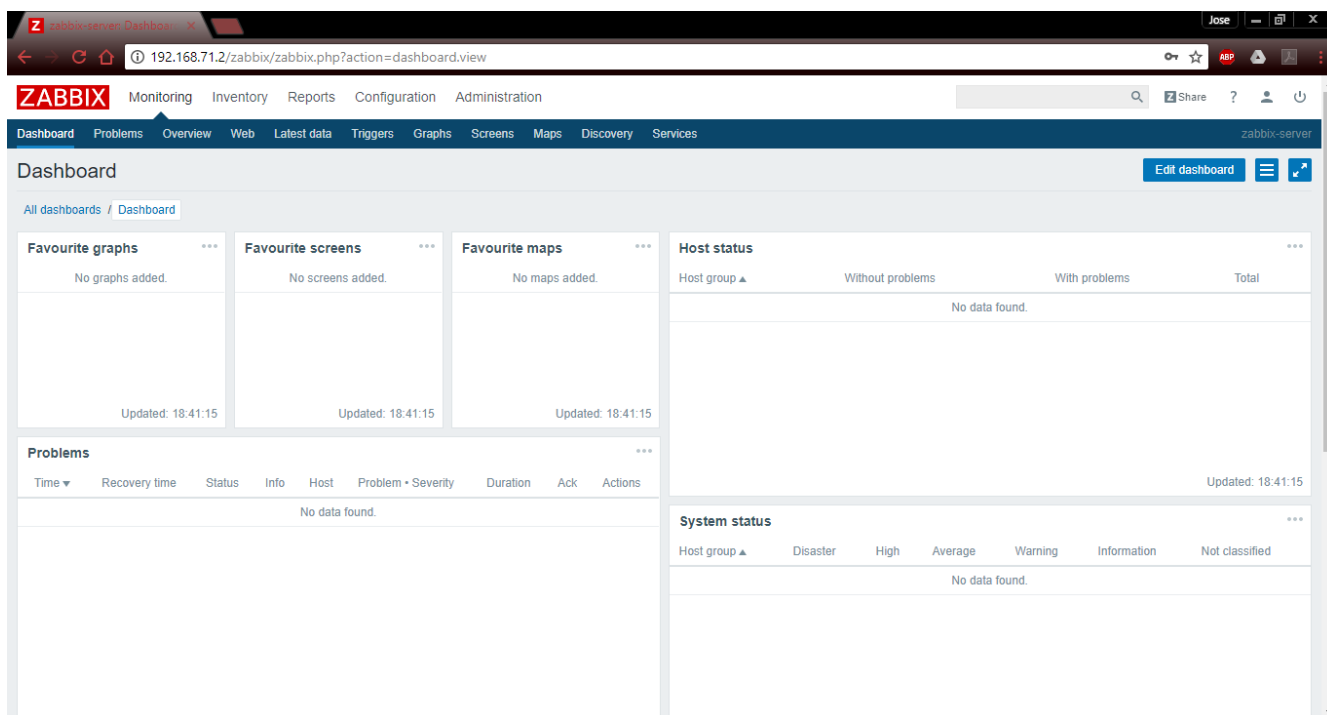 Z zabbix-server: Dashboar
Jose
192.168.71.2/zabbix/zabbix.php?action=dashboard.view
ABP
ZABBIX Monitoring Inventory Reports Configuration Administration
Z Share ?
Dashboard Problems Overview Web Latest data Triggers Graphs Screens Maps Discovery Services
zabbix-server
Dashboard
Edit dashboard
All dashboards / Dashboard
Favourite graphs
No graphs added.
Updated: 18:41:15
Favourite screens
No screens added.
Updated: 18:41:15
Favourite maps
No maps added.
Updated: 18:41:15
Host status
Host group ▲ Without problems With problems Total
No data found.
Updated: 18:41:15
Problems
Time ▼ Recovery time Status Info Host Problem • Severity Duration Ack Actions
No data found.
System status
Host group ▲ Disaster High Average Warning Information Not classified
No data found.